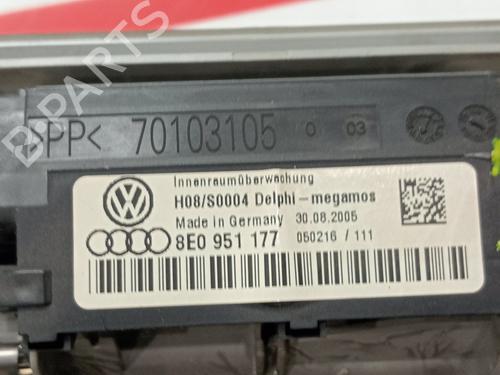 >PP< 70103105 0 03
Innenraumüberwachung
H08/S0004 Delphi-megamos
Made in Germany 30.08.2005
8E0 951 177 050216 / 111
B-PARTS